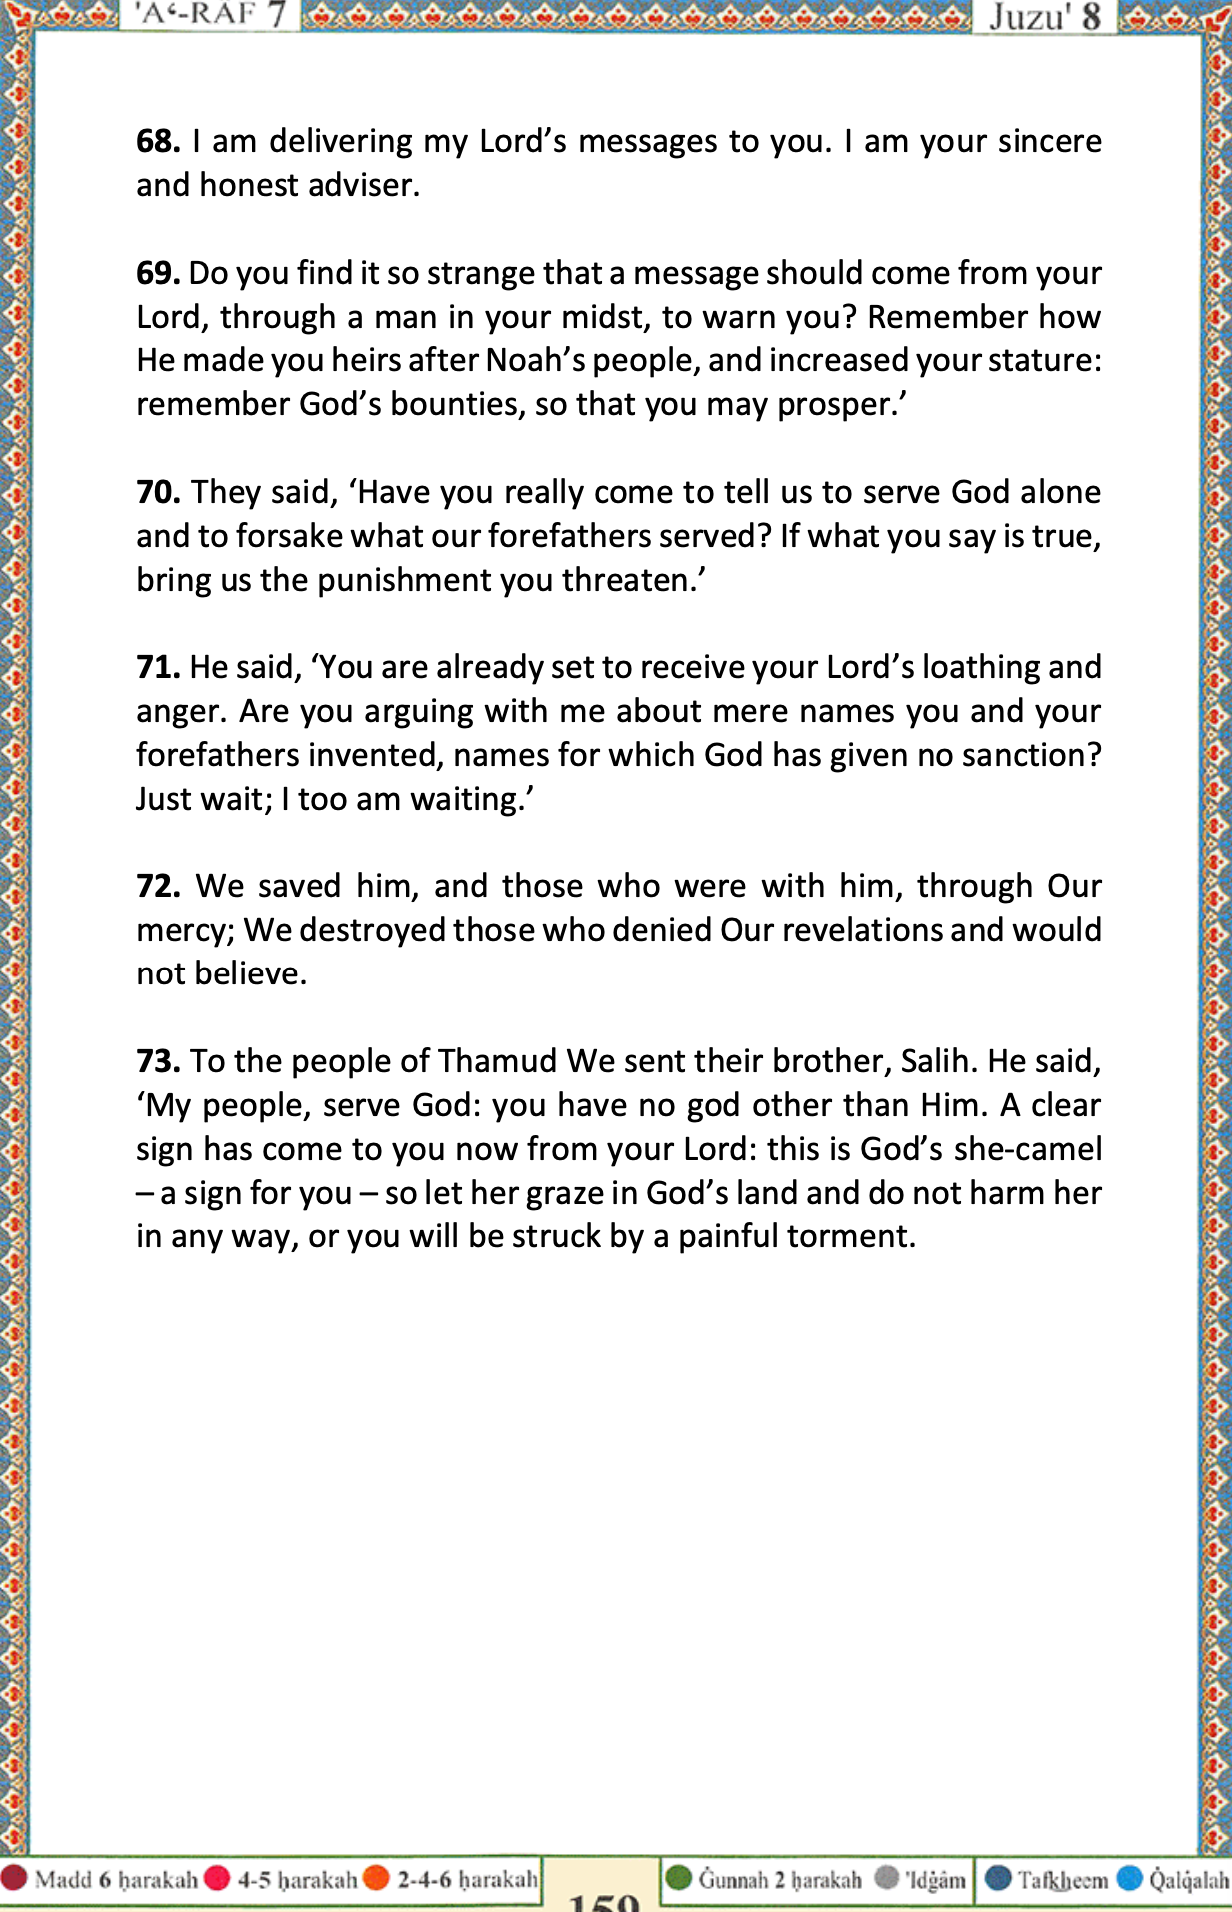 'A‘-RAF 7
Juzu' 8
68. I am delivering my Lord’s messages to you. I am your sincere
and honest adviser.
69. Do you find it so strange that a message should come from your
Lord, through a man in your midst, to warn you? Remember how
He made you heirs after Noah’s people, and increased your stature:
remember God’s bounties, so that you may prosper.’
70. They said, ‘Have you really come to tell us to serve God alone
and to forsake what our forefathers served? If what you say is true,
bring us the punishment you threaten.’
71. He said, ‘You are already set to receive your Lord’s loathing and
anger. Are you arguing with me about mere names you and your
forefathers invented, names for which God has given no sanction?
Just wait; I too am waiting.’
72. We saved him, and those who were with him, through Our
mercy; We destroyed those who denied Our revelations and would
not believe.
73. To the people of Thamud We sent their brother, Salih. He said,
‘My people, serve God: you have no god other than Him. A clear
sign has come to you now from your Lord: this is God’s she-camel
– a sign for you – so let her graze in God’s land and do not harm her
in any way, or you will be struck by a painful torment.
Madd 6 ḥarakah 4-5 ḥarakah 2-4-6 ḥarakah
Ġunnah 2 ḥarakah 'Idġâm
Tafkheem Q̇alq̇alah
159